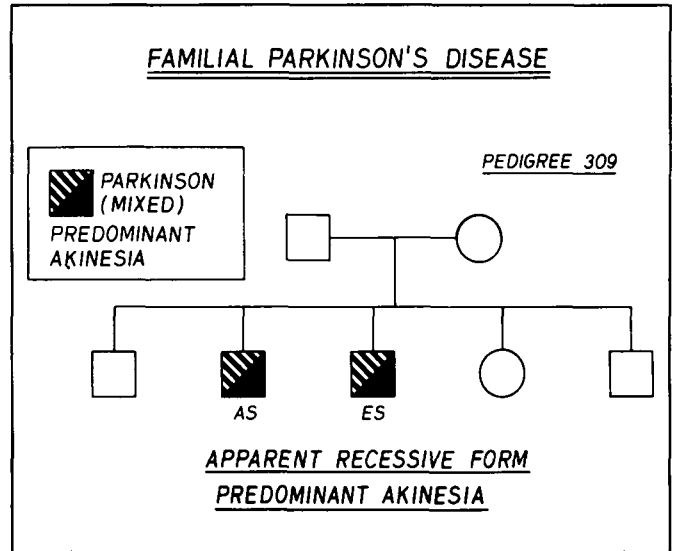 FAMILIAL PARKINSON'S DISEASE
PEDIGREE 309
PARKINSON
(MIXED)
PREDOMINANT
AKINESIA
AS ES
APPARENT RECESSIVE FORM
PREDOMINANT AKINESIA